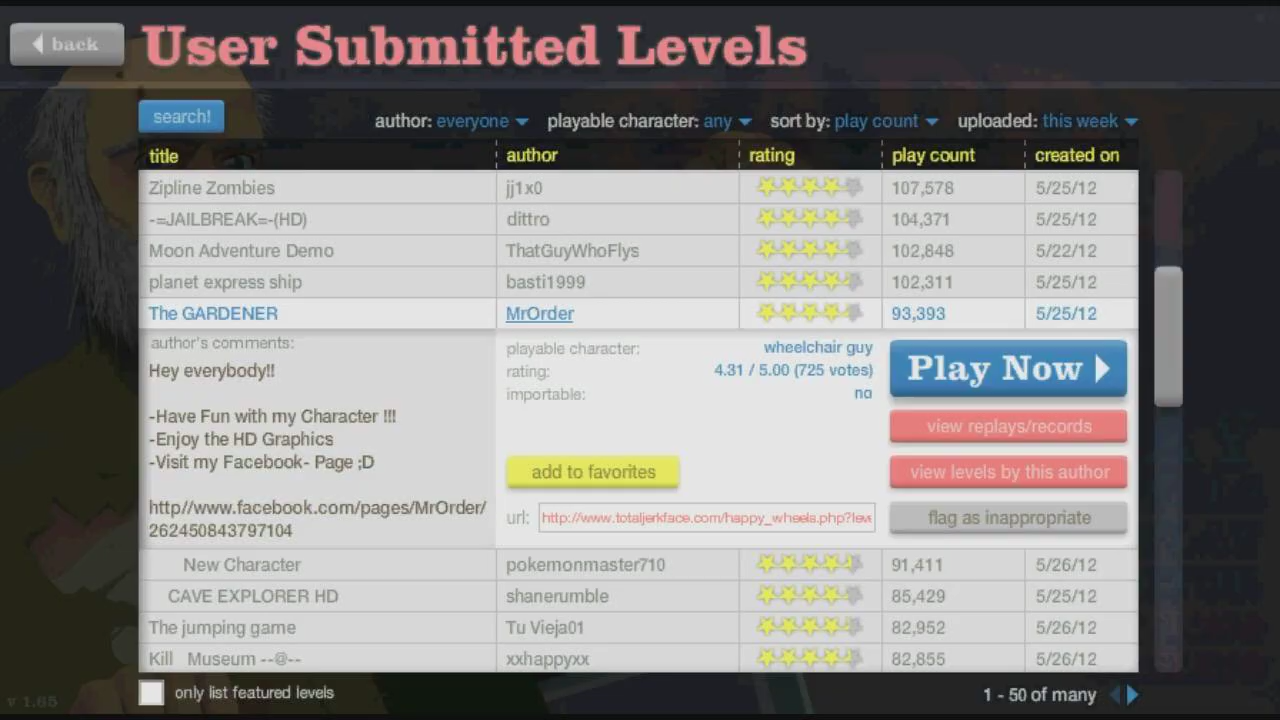 back
User Submitted Levels
search!
author: everyone playable character: any sort by: play count uploaded: this week
title author rating play count created on
Zipline Zombies jj1x0 107,578 5/25/12
-=JAILBREAK=-(HD) dittro 104,371 5/25/12
Moon Adventure Demo ThatGuyWhoFlys 102,848 5/22/12
planet express ship basti1999 102,311 5/25/12
The GARDENER MrOrder 93,393 5/25/12
author's comments:
Hey everybody!!
-Have Fun with my Character !!!
-Enjoy the HD Graphics
-Visit my Facebook- Page ;D
http://www.facebook.com/pages/MrOrder/
262450843797104
playable character: wheelchair guy
rating: 4.31 / 5.00 (725 votes)
importable: no
add to favorites
url: http://www.totaljerkface.com/happy_wheels.php?leve
Play Now
view replays/records
view levels by this author
flag as inappropriate
New Character pokemonmaster710 91,411 5/26/12
CAVE EXPLORER HD shanerumble 85,429 5/25/12
The jumping game Tu Vieja01 82,952 5/26/12
Kill Museum --@-- xxhappyxx 82,855 5/26/12
only list featured levels
1 - 50 of many
v 1.65